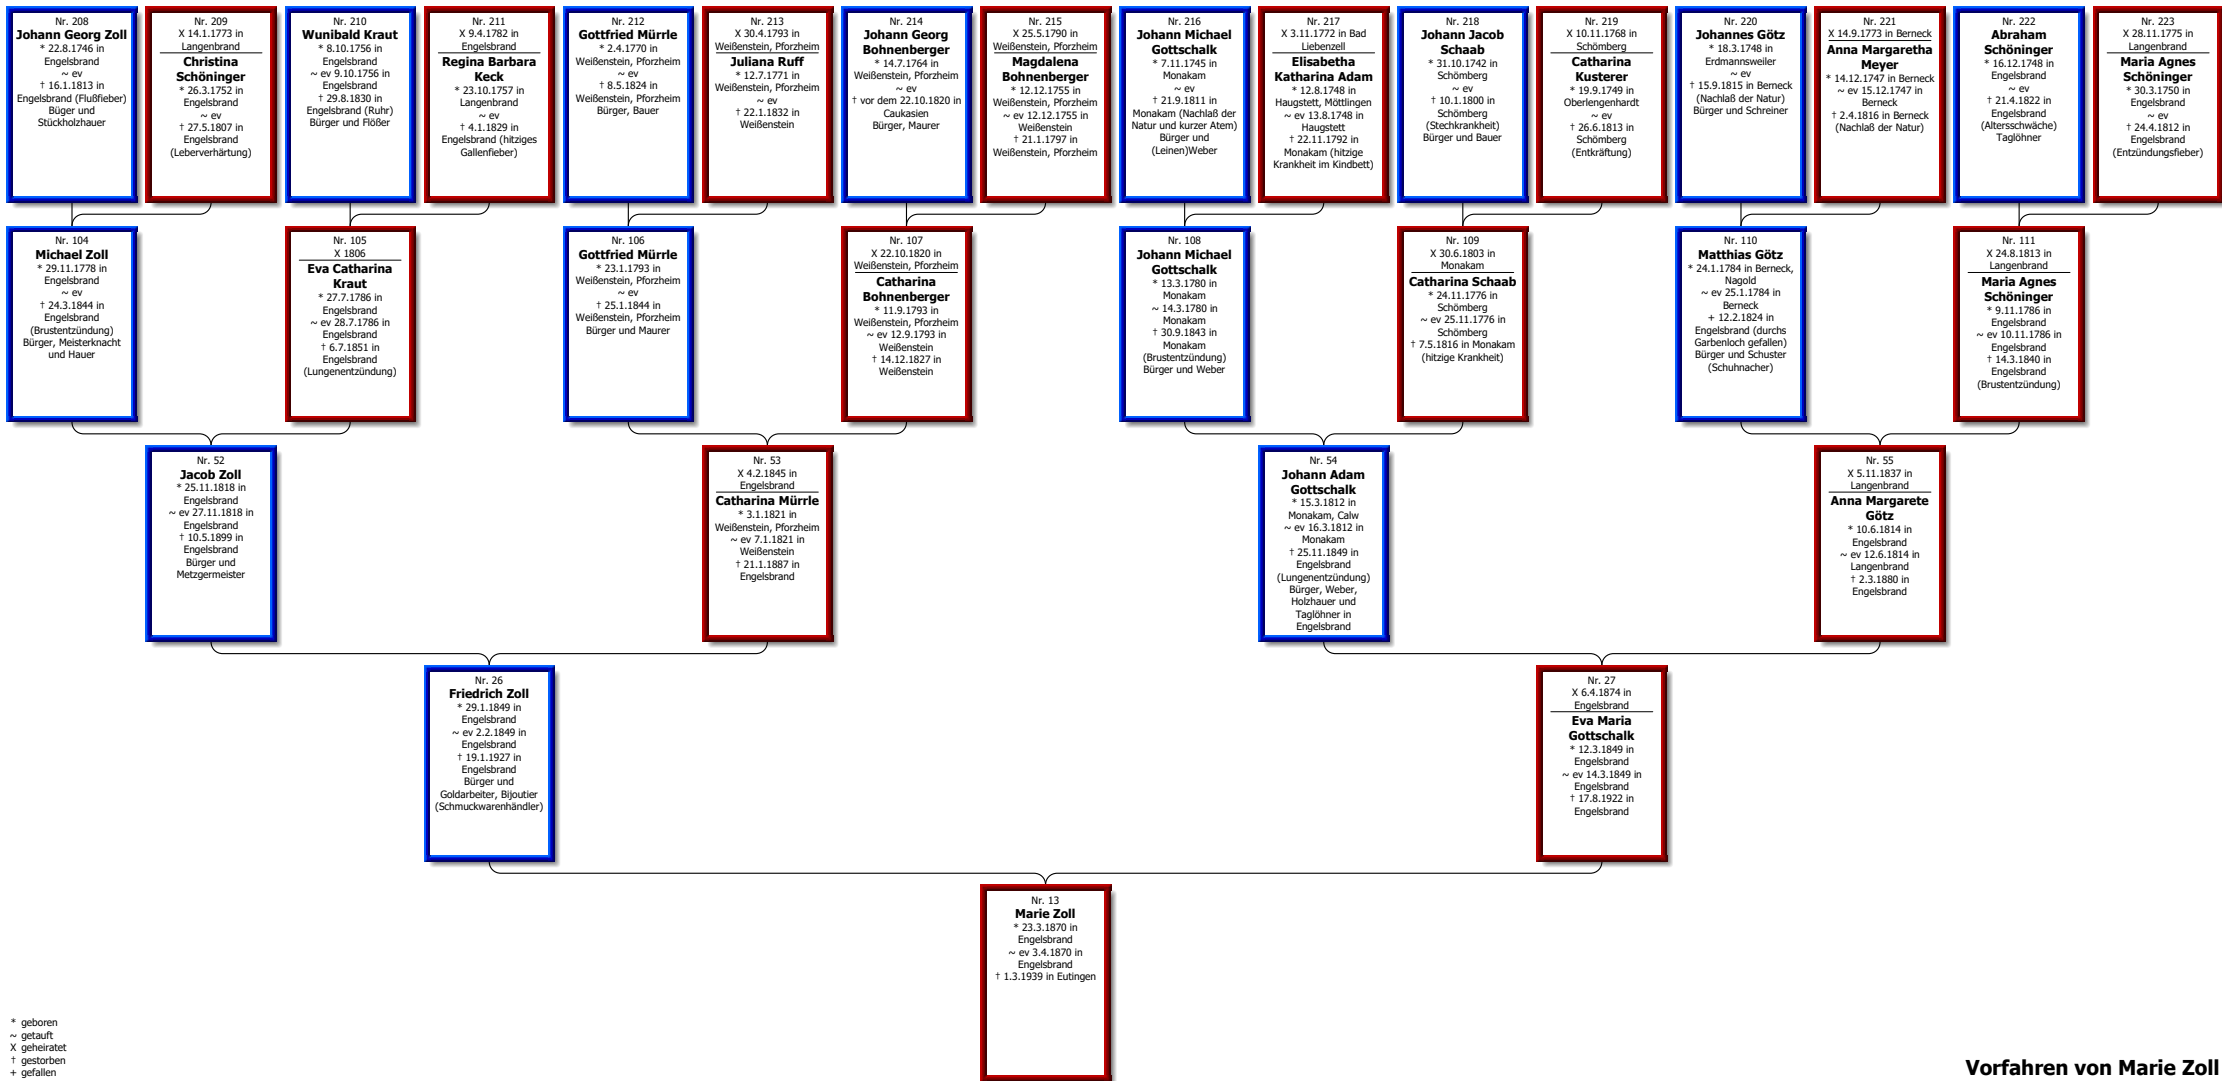 Nr. 208
Johann Georg Zoll
* 22.8.1746 in
Engelsbrand
~ ev
† 16.1.1813 in
Engelsbrand (Flußfieber)
Büger und
Stückholzhauer
Nr. 209
X 14.1.1773 in
Langenbrand
Christina
Schöninger
* 26.3.1752 in
Engelsbrand
~ ev
† 27.5.1807 in
Engelsbrand
(Leberverhärtung)
Nr. 210
Wunibald Kraut
* 8.10.1756 in
Engelsbrand
~ ev 9.10.1756 in
Engelsbrand
† 29.8.1830 in
Engelsbrand (Ruhr)
Bürger und Flößer
Nr. 211
X 9.4.1782 in
Engelsbrand
Regina Barbara
Keck
* 23.10.1757 in
Langenbrand
~ ev
† 4.1.1829 in
Engelsbrand (hitziges
Gallenfieber)
Nr. 212
Gottfried Mürrle
* 2.4.1770 in
Weißenstein, Pforzheim
~ ev
† 8.5.1824 in
Weißenstein, Pforzheim
Bürger, Bauer
Nr. 213
X 30.4.1793 in
Weißenstein, Pforzheim
Juliana Ruff
* 12.7.1771 in
Weißenstein, Pforzheim
~ ev
† 22.1.1832 in
Weißenstein
Nr. 214
Johann Georg
Bohnenberger
* 14.7.1764 in
Weißenstein, Pforzheim
~ ev
† vor dem 22.10.1820 in
Caukasien
Bürger, Maurer
Nr. 215
X 25.5.1790 in
Weißenstein, Pforzheim
Magdalena
Bohnenberger
* 12.12.1755 in
Weißenstein, Pforzheim
~ ev 12.12.1755 in
Weißenstein
† 21.1.1797 in
Weißenstein, Pforzheim
Nr. 216
Johann Michael
Gottschalk
* 7.11.1745 in
Monakam
~ ev
† 21.9.1811 in
Monakam (Nachlaß der
Natur und kurzer Atem)
Bürger und
(Leinen)Weber
Nr. 217
X 3.11.1772 in Bad
Liebenzell
Elisabetha
Katharina Adam
* 12.8.1748 in
Haugstett, Möttlingen
~ ev 13.8.1748 in
Haugstett
† 22.11.1792 in
Monakam (hitzige
Krankheit im Kindbett)
Nr. 218
Johann Jacob
Schaab
* 31.10.1742 in
Schömberg
~ ev
† 10.1.1800 in
Schömberg
(Steckkrankheit)
Bürger und Bauer
Nr. 219
X 10.11.1768 in
Schömberg
Catharina
Kusterer
* 19.9.1749 in
Oberlengenhardt
~ ev
† 26.6.1813 in
Schömberg
(Entkräftung)
Nr. 220
Johannes Götz
* 18.3.1748 in
Erdmannsweiler
~ ev
† 15.9.1815 in Berneck
(Nachlaß der Natur)
Bürger und Schreiner
Nr. 221
X 14.9.1773 in Berneck
Anna Margaretha
Meyer
* 14.12.1747 in Berneck
~ ev 15.12.1747 in
Berneck
† 2.4.1816 in Berneck
(Nachlaß der Natur)
Nr. 222
Abraham
Schöninger
* 16.12.1748 in
Engelsbrand
~ ev
† 21.4.1822 in
Engelsbrand
(Altersschwäche)
Taglöhner
Nr. 223
X 28.11.1775 in
Langenbrand
Maria Agnes
Schöninger
* 30.3.1750 in
Engelsbrand
~ ev
† 24.4.1812 in
Engelsbrand
(Entzündungsfieber)
Nr. 104
Michael Zoll
* 29.11.1778 in
Engelsbrand
~ ev
† 24.3.1844 in
Engelsbrand
(Brustentzündung)
Bürger, Meisterknacht
und Hauer
Nr. 105
X 1806
Eva Catharina
Kraut
* 27.7.1786 in
Engelsbrand
~ ev 28.7.1786 in
Engelsbrand
† 6.7.1851 in
Engelsbrand
(Lungenentzündung)
Nr. 106
Gottfried Mürrle
* 23.1.1793 in
Weißenstein, Pforzheim
~ ev
† 25.1.1844 in
Weißenstein, Pforzheim
Bürger und Maurer
Nr. 107
X 22.10.1820 in
Weißenstein, Pforzheim
Catharina
Bohnenberger
* 11.9.1793 in
Weißenstein, Pforzheim
~ ev 12.9.1793 in
Weißenstein
† 14.12.1827 in
Weißenstein
Nr. 108
Johann Michael
Gottschalk
* 13.3.1780 in
Monakam
~ 14.3.1780 in
Monakam
† 30.9.1843 in
Monakam
(Brustentzündung)
Bürger und Weber
Nr. 109
X 30.6.1803 in
Monakam
Catharina Schaab
* 24.11.1776 in
Schömberg
~ ev 25.11.1776 in
Schömberg
† 7.5.1816 in Monakam
(hitzige Krankheit)
Nr. 110
Matthias Götz
* 24.1.1784 in Berneck,
Nagold
~ ev 25.1.1784 in
Berneck
+ 12.2.1824 in
Engelsbrand (durchs
Garbenloch gefallen)
Bürger und Schuster
(Schuhnacher)
Nr. 111
X 24.8.1813 in
Langenbrand
Maria Agnes
Schöninger
* 9.11.1786 in
Engelsbrand
~ ev 10.11.1786 in
Engelsbrand
† 14.3.1840 in
Engelsbrand
(Brustentzündung)
Nr. 52
Jacob Zoll
* 25.11.1818 in
Engelsbrand
~ ev 27.11.1818 in
Engelsbrand
† 10.5.1899 in
Engelsbrand
Bürger und
Metzgermeister
Nr. 53
X 4.2.1845 in
Engelsbrand
Catharina Mürrle
* 3.1.1821 in
Weißenstein, Pforzheim
~ ev 7.1.1821 in
Weißenstein
† 21.1.1887 in
Engelsbrand
Nr. 54
Johann Adam
Gottschalk
* 15.3.1812 in
Monakam, Calw
~ ev 16.3.1812 in
Monakam
† 25.11.1849 in
Engelsbrand
(Lungenentzündung)
Bürger, Weber,
Holzhauer und
Taglöhner in
Engelsbrand
Nr. 55
X 5.11.1837 in
Langenbrand
Anna Margarete
Götz
* 10.6.1814 in
Engelsbrand
~ ev 12.6.1814 in
Langenbrand
† 2.3.1880 in
Engelsbrand
Nr. 26
Friedrich Zoll
* 29.1.1849 in
Engelsbrand
~ ev 2.2.1849 in
Engelsbrand
† 19.1.1927 in
Engelsbrand
Bürger und
Goldarbeiter, Bijoutier
(Schmuckwarenhändler)
Nr. 27
X 6.4.1874 in
Engelsbrand
Eva Maria
Gottschalk
* 12.3.1849 in
Engelsbrand
~ ev 14.3.1849 in
Engelsbrand
† 17.8.1922 in
Engelsbrand
Nr. 13
Marie Zoll
* 23.3.1870 in
Engelsbrand
~ ev 3.4.1870 in
Engelsbrand
† 1.3.1939 in Eutingen
* geboren
~ getauft
X geheiratet
† gestorben
+ gefallen
Vorfahren von Marie Zoll